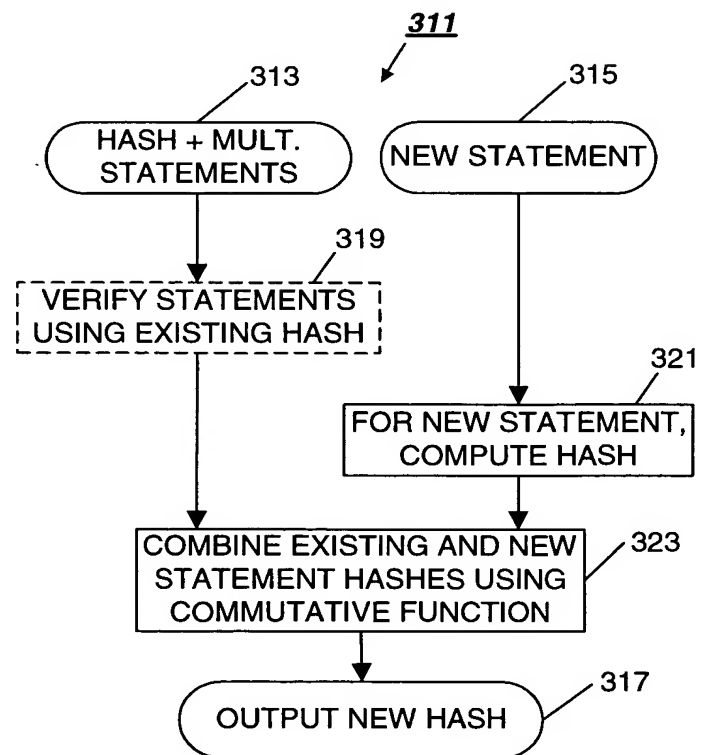 311
313
315
HASH + MULT.
STATEMENTS
NEW STATEMENT
319
VERIFY STATEMENTS
USING EXISTING HASH
321
FOR NEW STATEMENT,
COMPUTE HASH
COMBINE EXISTING AND NEW
STATEMENT HASHES USING
COMMUTATIVE FUNCTION
323
OUTPUT NEW HASH
317